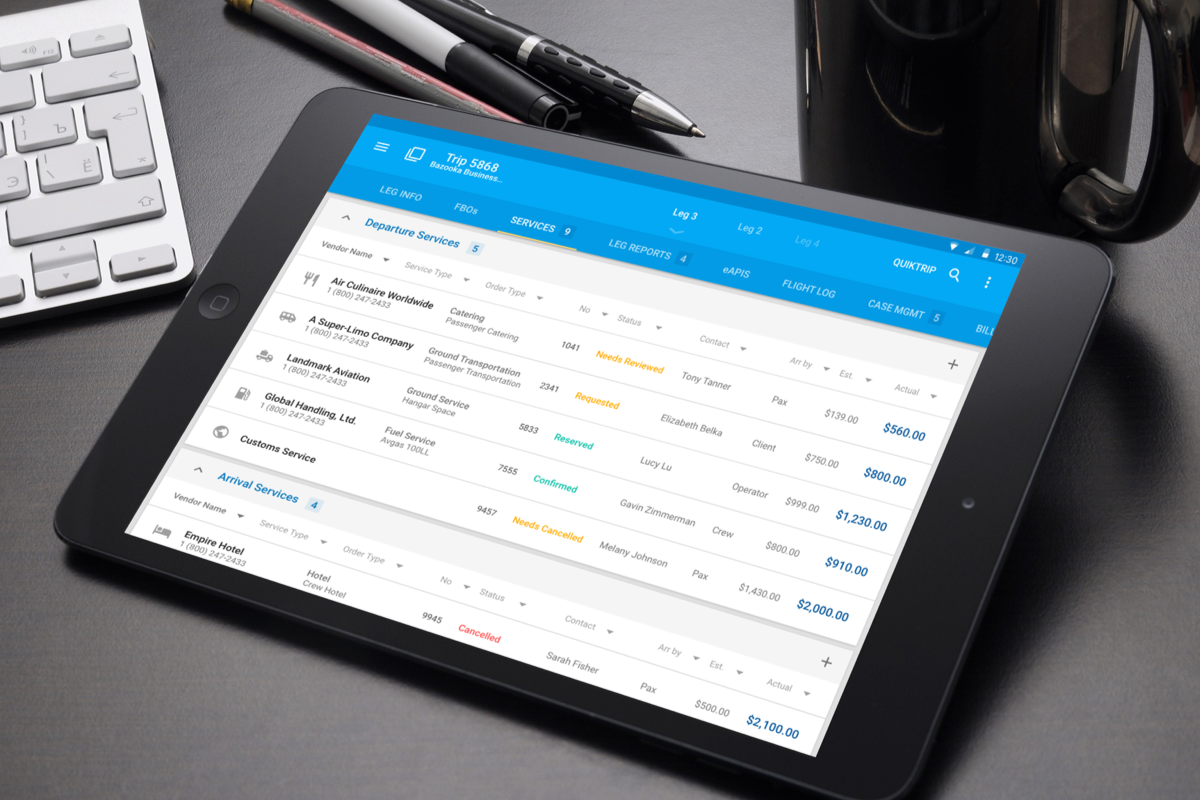 F12
}
]
Ъ
|
\
Ё
Э
Trip 5868
Bazooka Business...
Leg 3
Leg 2
Leg 4
12:30
QUIKTRIP
LEG INFO
FBOs
SERVICES 9
LEG REPORTS 4
eAPIS
FLIGHT LOG
CASE MGMT 5
BILL
Departure Services 5
Vendor Name Service Type Order Type No Status Contact Arr by Est. Actual
Air Culinaire Worldwide Catering 1041 Needs Reviewed Tony Tanner Pax $139.00 $560.00
1 (800) 247-2433 Passenger Catering
A Super-Limo Company Ground Transportation 2341 Requested Elizabeth Belka Client $750.00 $800.00
1 (800) 247-2433 Passenger Transportation
Landmark Aviation Ground Service 5833 Reserved Lucy Lu Operator $999.00 $1,230.00
1 (800) 247-2433 Hangar Space
Global Handling, Ltd. Fuel Service 7555 Confirmed Gavin Zimmerman Crew $800.00 $910.00
1 (800) 247-2433 Avgas 100LL
Customs Service 9457 Needs Cancelled Melany Johnson Pax $1,430.00 $2,000.00
Arrival Services 4
Vendor Name Service Type Order Type No Status Contact Arr by Est. Actual
Empire Hotel Hotel 9945 Cancelled Sarah Fisher Pax $500.00 $2,100.00
1 (800) 247-2433 Crew Hotel